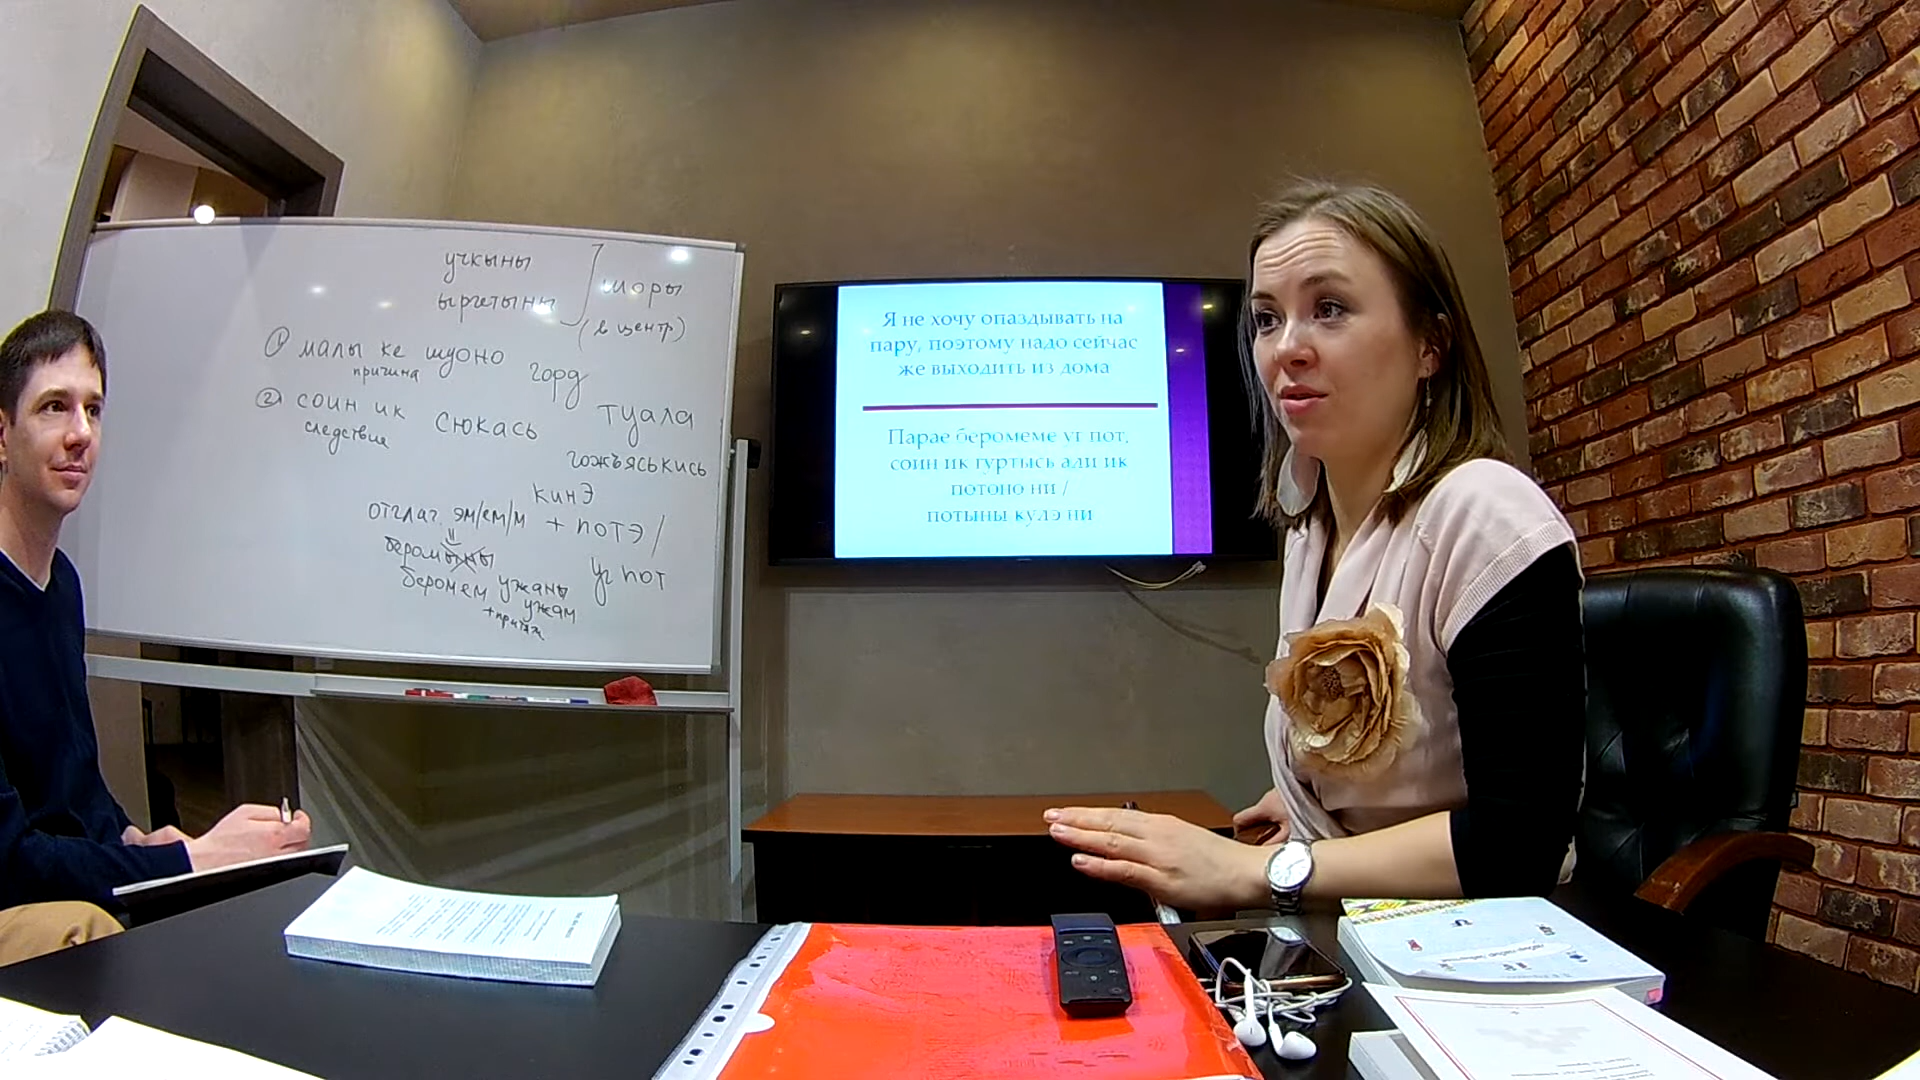 учкыны
ыргетыны
шоры
(в центр)
① малы ке шуоно
причина
горд
② соин ик
следствие
сюкась
туала
гожъяськись
кинэ
отглаг. эм/ем/м + потэ /
беромыны
беромем
ужаны
ужам
+притяж
уг пот
Я не хочу опаздывать на
пару, поэтому надо сейчас
же выходить из дома
Парае беромеме уг пот,
соин ик гуртысь али ик
потоно ни /
потыны кулэ ни